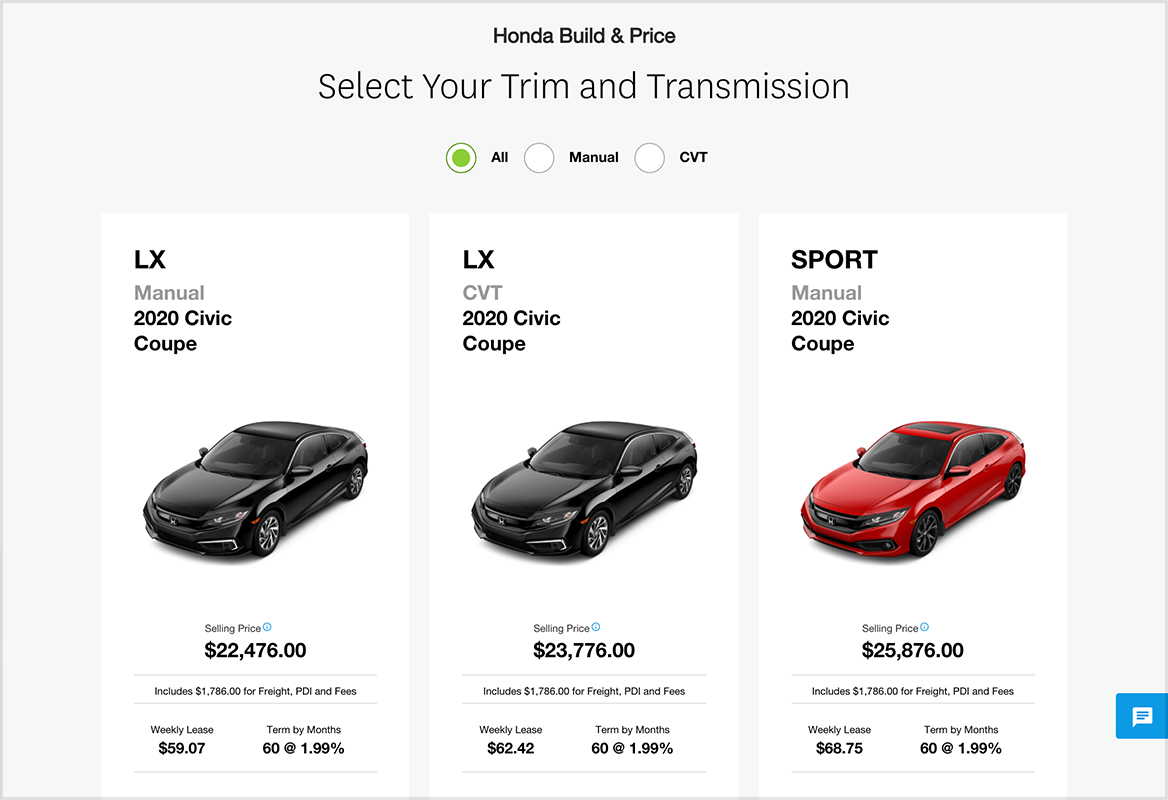 Honda Build & Price
Select Your Trim and Transmission
All Manual CVT
LX
Manual
2020 Civic
Coupe
Selling Price
$22,476.00
Includes $1,786.00 for Freight, PDI and Fees
Weekly Lease Term by Months
$59.07 60 @ 1.99%
LX
CVT
2020 Civic
Coupe
Selling Price
$23,776.00
Includes $1,786.00 for Freight, PDI and Fees
Weekly Lease Term by Months
$62.42 60 @ 1.99%
SPORT
Manual
2020 Civic
Coupe
Selling Price
$25,876.00
Includes $1,786.00 for Freight, PDI and Fees
Weekly Lease Term by Months
$68.75 60 @ 1.99%